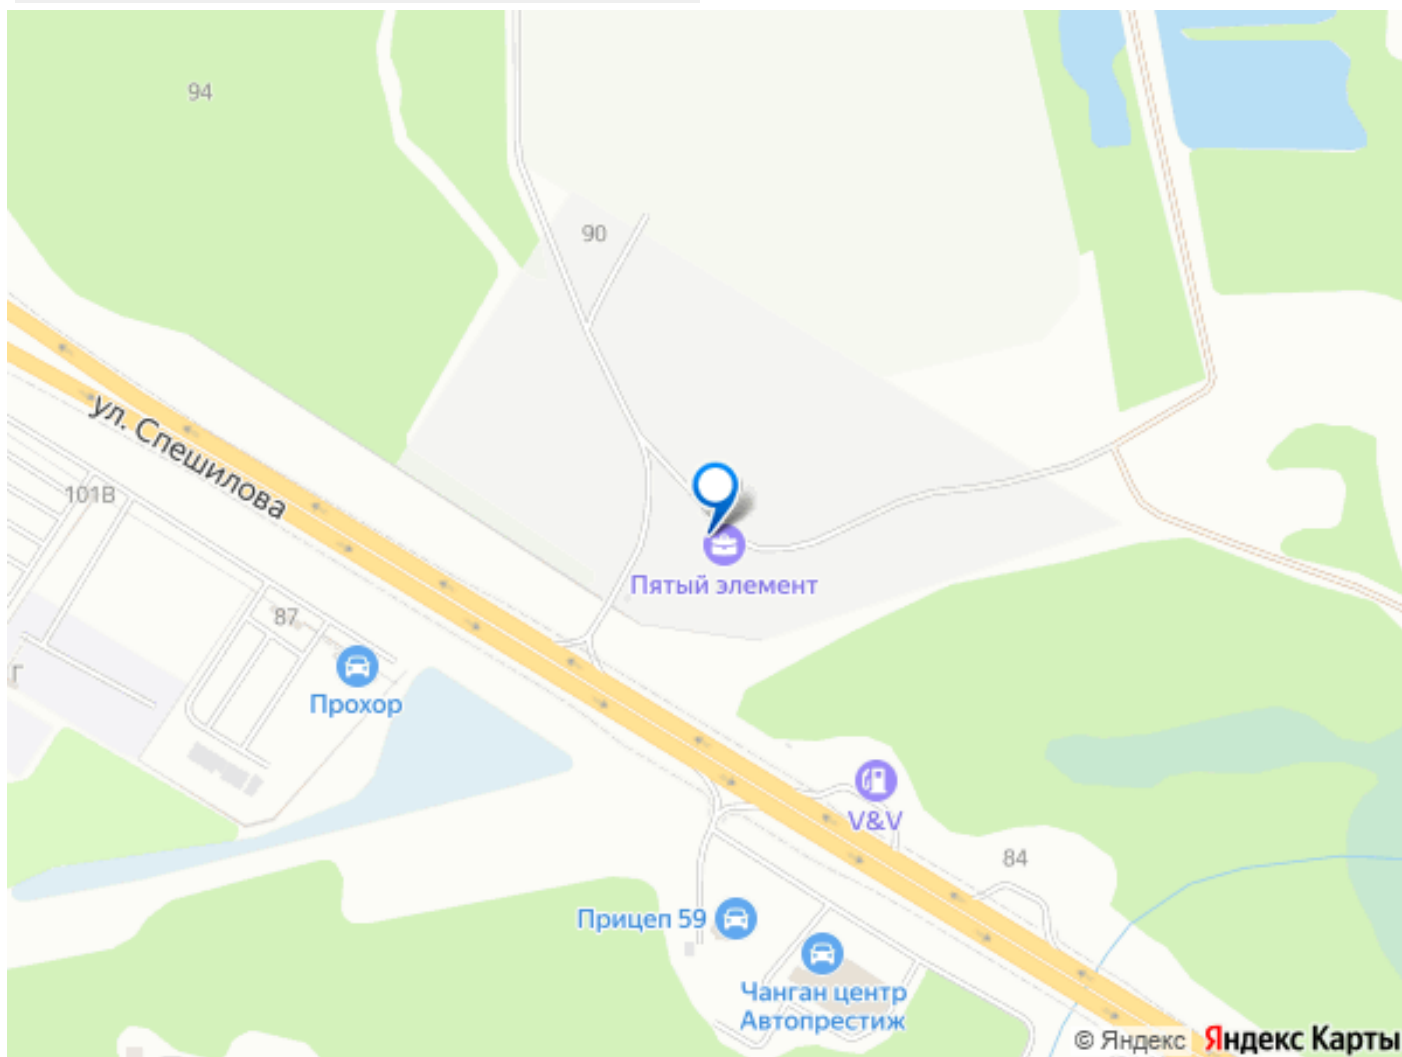 94
90
ул. Спешилова
101В
Пятый элемент
87
Г
Прохор
V&V
84
Прицеп 59
Чанган центр
Автопрестиж
© Яндекс Яндекс Карты